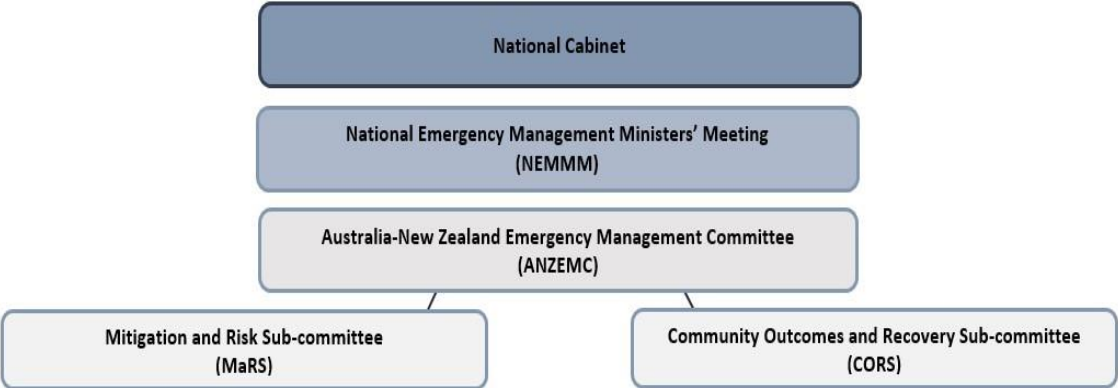 National Cabinet
National Emergency Management Ministers’ Meeting
(NEMMM)
Australia-New Zealand Emergency Management Committee
(ANZEMC)
Mitigation and Risk Sub-committee
(MaRS)
Community Outcomes and Recovery Sub-committee
(CORS)